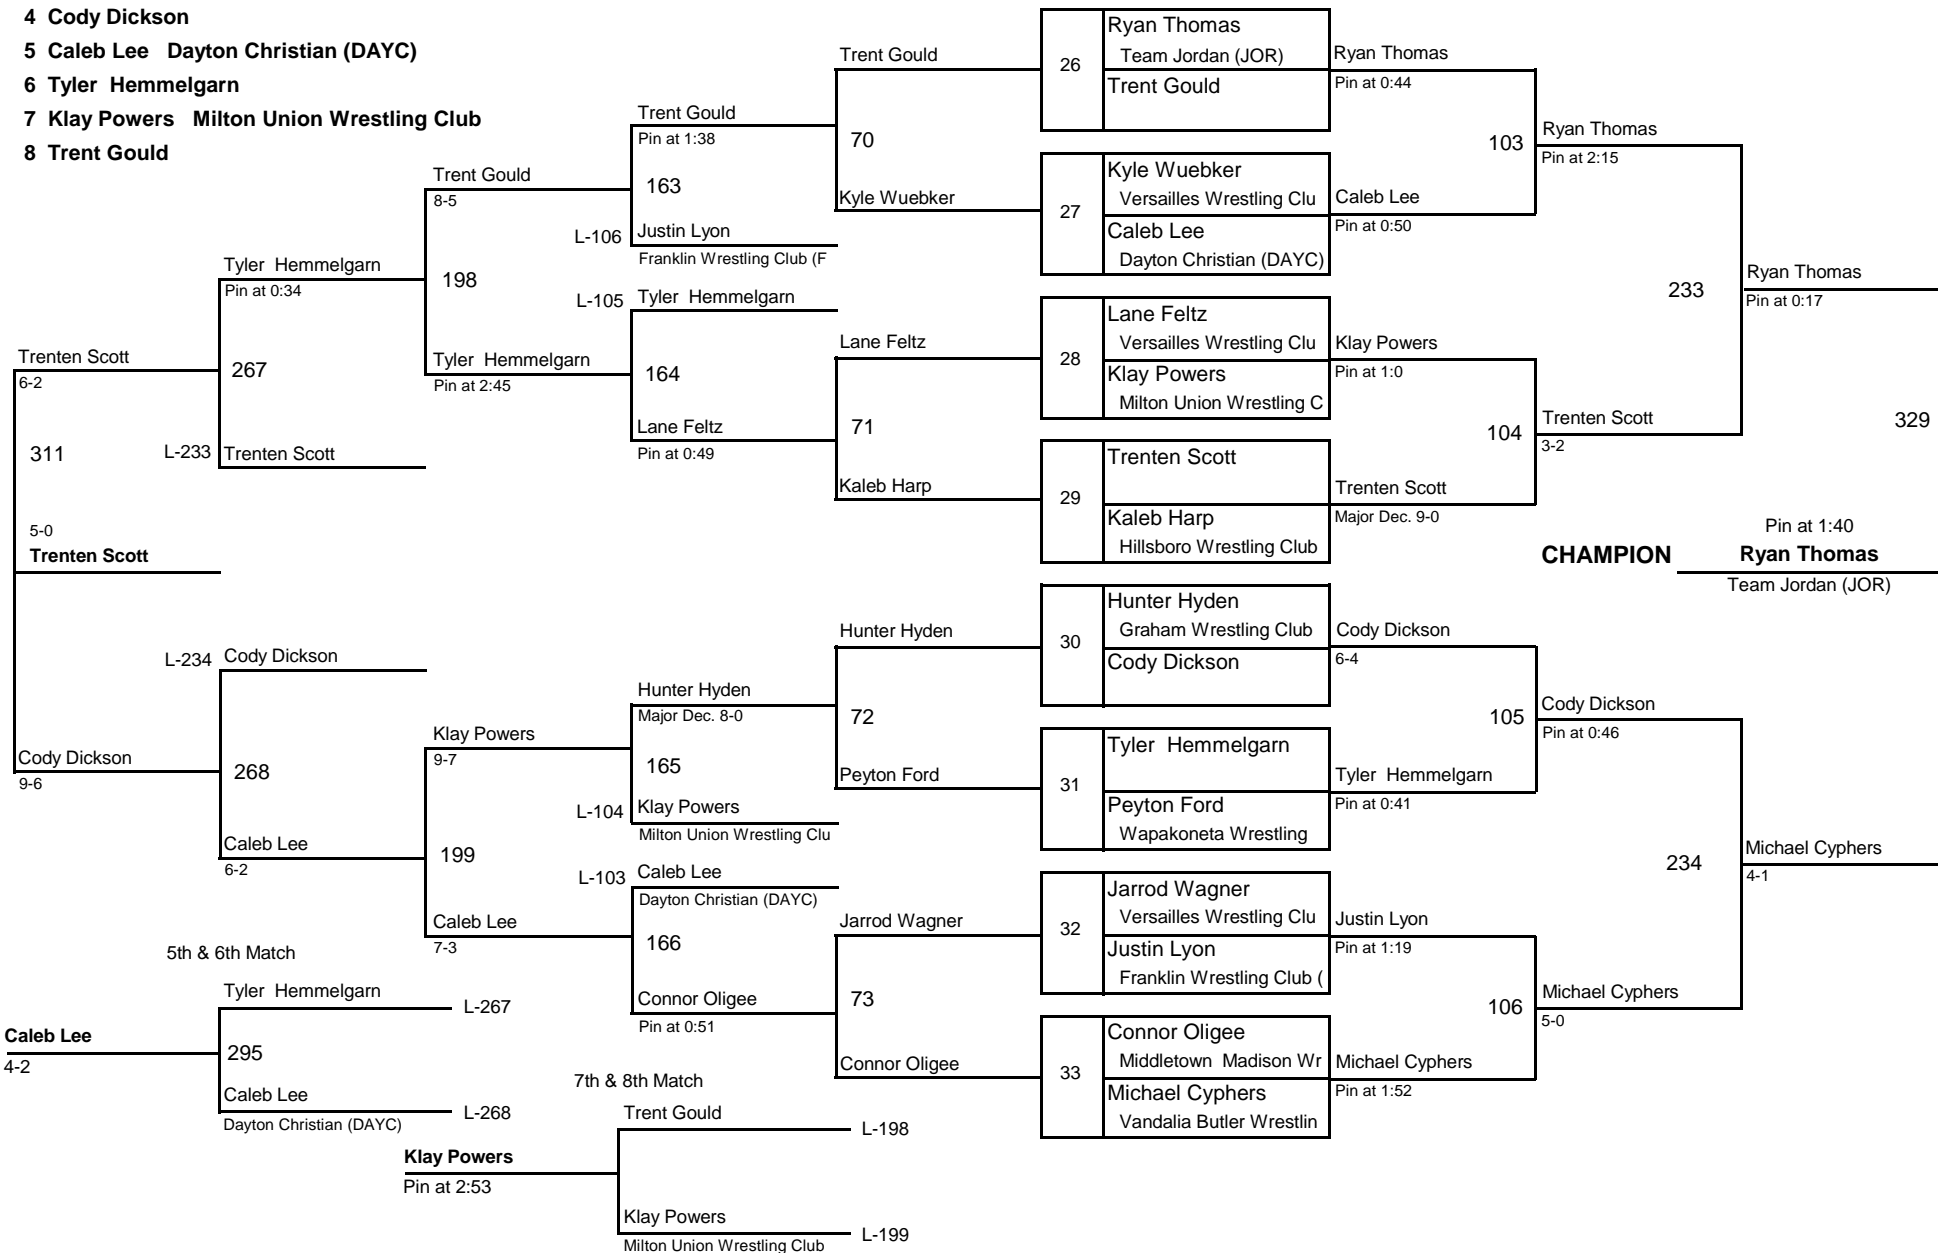 4 Cody Dickson
5 Caleb Lee Dayton Christian (DAYC)
6 Tyler Hemmelgarn
7 Klay Powers Milton Union Wrestling Club
8 Trent Gould
Trenten Scott
6-2
311
5-0
Trenten Scott
Cody Dickson
9-6
Tyler Hemmelgarn
Pin at 0:34
267
L-233 Trenten Scott
L-234 Cody Dickson
268
Caleb Lee
6-2
Trent Gould
8-5
198
Tyler Hemmelgarn
Pin at 2:45
Klay Powers
9-7
199
Caleb Lee
7-3
Trent Gould
Pin at 1:38
163
L-106 Justin Lyon
Franklin Wrestling Club (F
L-105 Tyler Hemmelgarn
164
Lane Feltz
Pin at 0:49
Hunter Hyden
Major Dec. 8-0
165
L-104 Klay Powers
Milton Union Wrestling Clu
L-103 Caleb Lee
Dayton Christian (DAYC)
166
Connor Oligee
Pin at 0:51
Trent Gould
70
Kyle Wuebker
Lane Feltz
71
Kaleb Harp
Hunter Hyden
72
Peyton Ford
Jarrod Wagner
73
Connor Oligee
26
Ryan Thomas
Team Jordan (JOR)
Trent Gould
27
Kyle Wuebker
Versailles Wrestling Clu
Caleb Lee
Dayton Christian (DAYC)
28
Lane Feltz
Versailles Wrestling Clu
Klay Powers
Milton Union Wrestling C
29
Trenten Scott
Kaleb Harp
Hillsboro Wrestling Club
30
Hunter Hyden
Graham Wrestling Club
Cody Dickson
31
Tyler Hemmelgarn
Peyton Ford
Wapakoneta Wrestling
32
Jarrod Wagner
Versailles Wrestling Clu
Justin Lyon
Franklin Wrestling Club (
33
Connor Oligee
Middletown Madison Wr
Michael Cyphers
Vandalia Butler Wrestlin
Ryan Thomas
Pin at 0:44
103
Caleb Lee
Pin at 0:50
Klay Powers
Pin at 1:0
104
Trenten Scott
Major Dec. 9-0
Cody Dickson
6-4
105
Tyler Hemmelgarn
Pin at 0:41
Justin Lyon
Pin at 1:19
106
Michael Cyphers
Pin at 1:52
Ryan Thomas
Pin at 2:15
233
Trenten Scott
3-2
Cody Dickson
Pin at 0:46
234
Michael Cyphers
5-0
Ryan Thomas
Pin at 0:17
329
Pin at 1:40
CHAMPION Ryan Thomas
Team Jordan (JOR)
Michael Cyphers
4-1
5th & 6th Match
Tyler Hemmelgarn
L-267
Caleb Lee
4-2
295
Caleb Lee
L-268
Dayton Christian (DAYC)
7th & 8th Match
Trent Gould
L-198
Klay Powers
Pin at 2:53
Klay Powers
L-199
Milton Union Wrestling Club